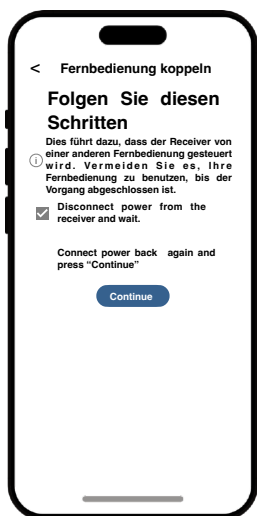 < Fernbedienung koppeln
Folgen Sie diesen
Schritten
Dies führt dazu, dass der Receiver von
einer anderen Fernbedienung gesteuert
wird. Vermeiden Sie es, Ihre
Fernbedienung zu benutzen, bis der
Vorgang abgeschlossen ist.
Disconnect power from the
receiver and wait.
Connect power back again and
press “Continue”
Continue